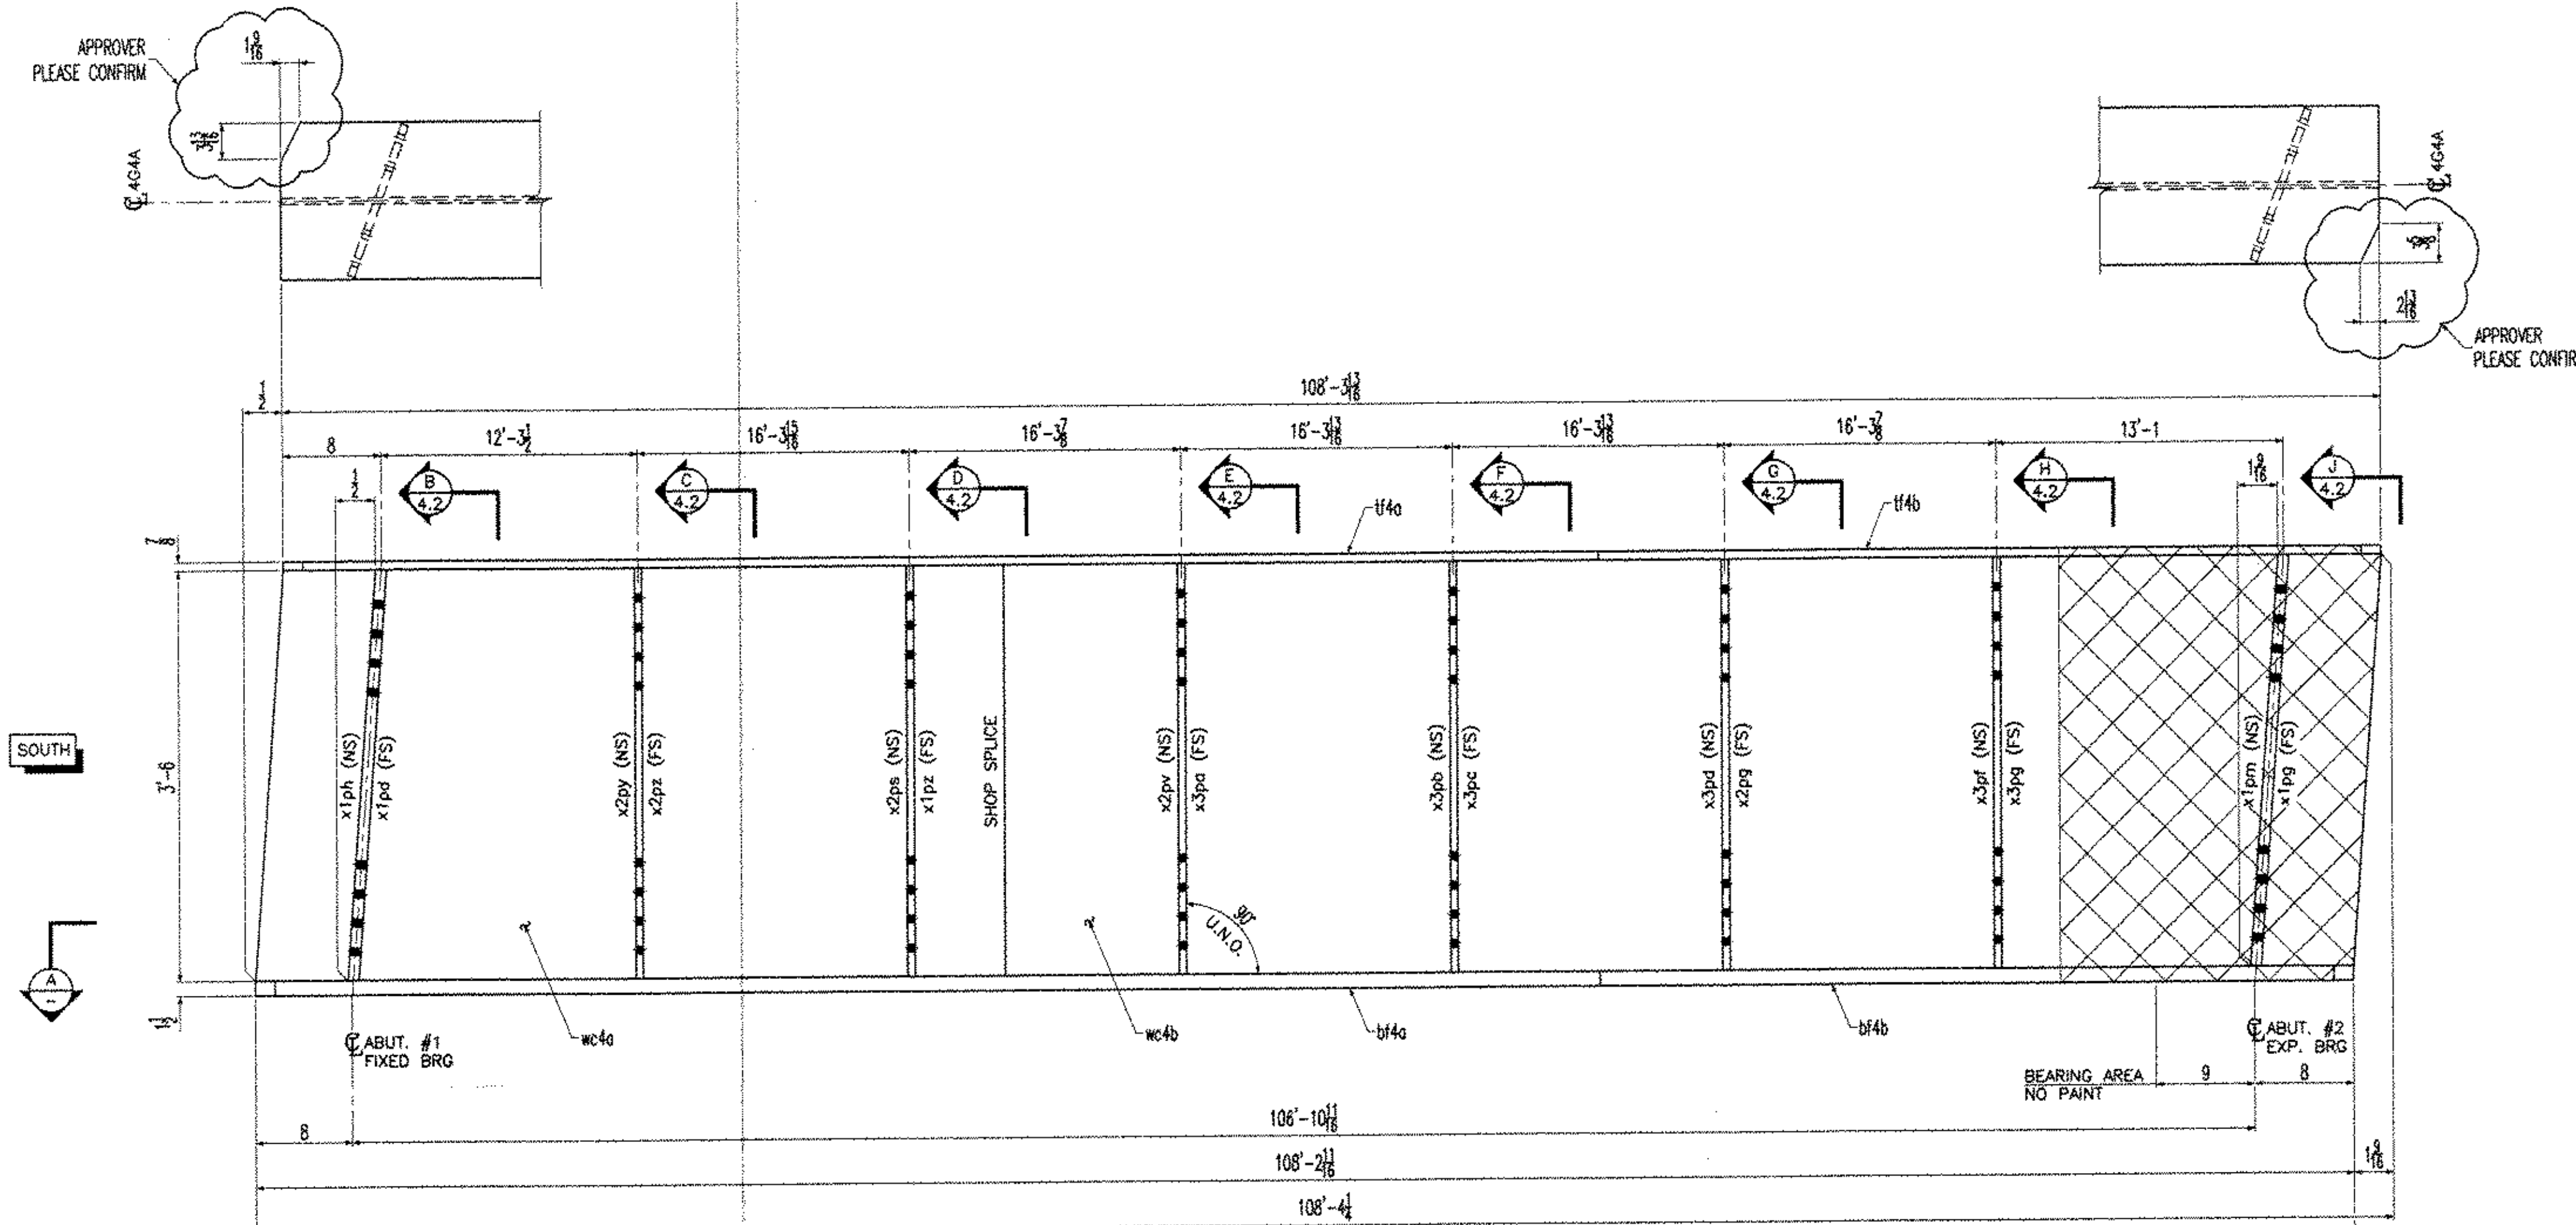 APPROVER
PLEASE CONFIRM
1 9/16
3 13/16
℄ 4G4A
℄ 4G4A
2 13/16
APPROVER
PLEASE CONFIR
1/2
108'-3 13/16
8
12'-3 1/2
16'-3 15/16
16'-3 7/8
16'-3 13/16
16'-3 13/16
16'-3 7/8
13'-1
1/2
1 9/16
B
4.2
C
4.2
D
4.2
E
4.2
F
4.2
G
4.2
H
4.2
J
4.2
tf4a
tf4b
7/8
3'-6
1 1/2
SOUTH
A
-
x1ph (NS)
x1pd (FS)
x2py (NS)
x2pz (FS)
x2ps (NS)
x1pz (FS)
SHOP SPLICE
x2pv (NS)
x3pa (FS)
x3pb (NS)
x3pc (FS)
x3pd (NS)
x2pg (FS)
x3pf (NS)
x3pg (FS)
x1pm (NS)
x1pg (FS)
90°
U.N.O.
wc4a
wc4b
bf4a
bf4b
℄ ABUT. #1
FIXED BRG
℄ ABUT. #2
EXP. BRG
BEARING AREA
NO PAINT
9
8
8
106'-10 11/16
108'-2 11/16
1 9/16
108'-4 1/4